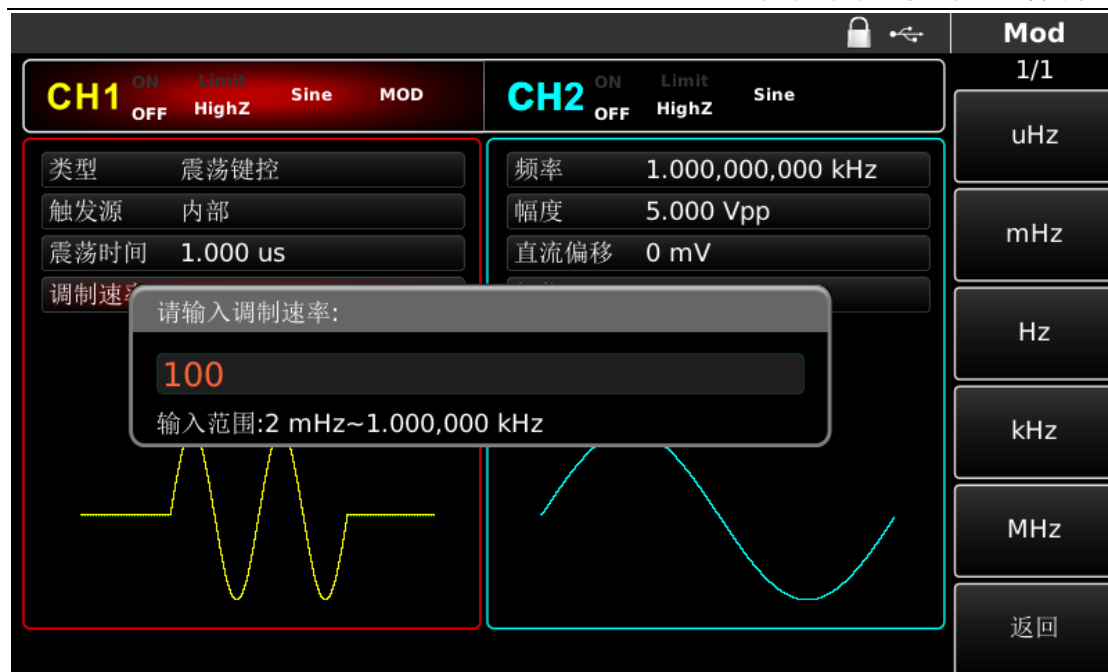 Mod
1/1
CH1 ON OFF Limit HighZ Sine MOD
CH2 ON OFF Limit HighZ Sine
类型 震荡键控
触发源 内部
震荡时间 1.000 us
调制速
频率 1.000,000,000 kHz
幅度 5.000 Vpp
直流偏移 0 mV
请输入调制速率:
100
输入范围:2 mHz~1.000,000 kHz
uHz
mHz
Hz
kHz
MHz
返回